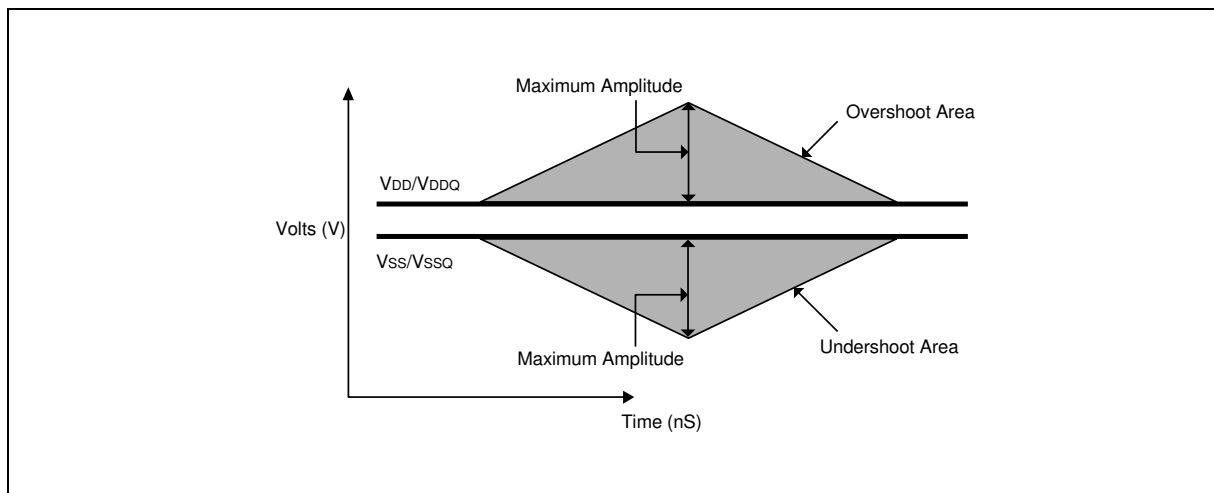 Maximum Amplitude
Overshoot Area
VDD/VDDQ
Volts (V)
VSS/VSSQ
Maximum Amplitude
Undershoot Area
Time (nS)